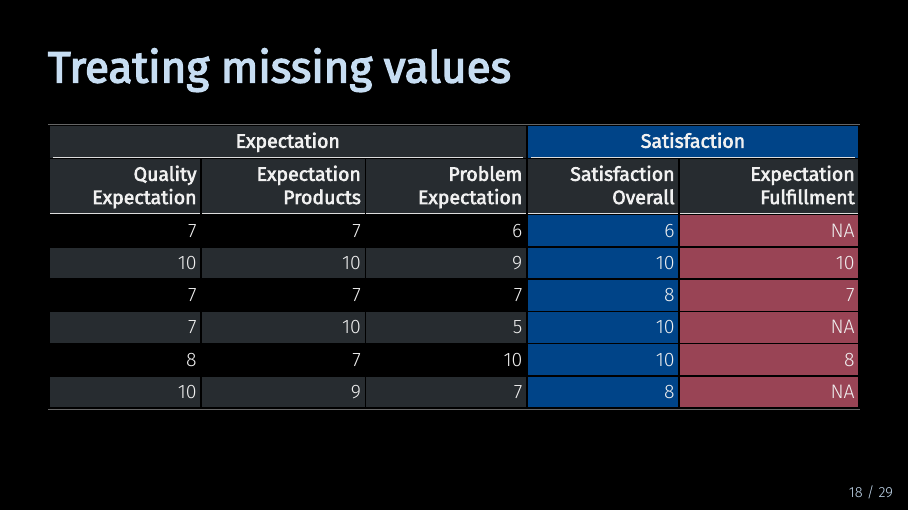 Treating missing values
Expectation Satisfaction
Quality Expectation Problem Satisfaction Expectation
Expectation Products Expectation Overall Fulfillment
7 7 6 6 NA
10 10 9 10 10
7 7 7 8 7
7 10 5 10 NA
8 7 10 10 8
10 9 7 8 NA
18 / 29